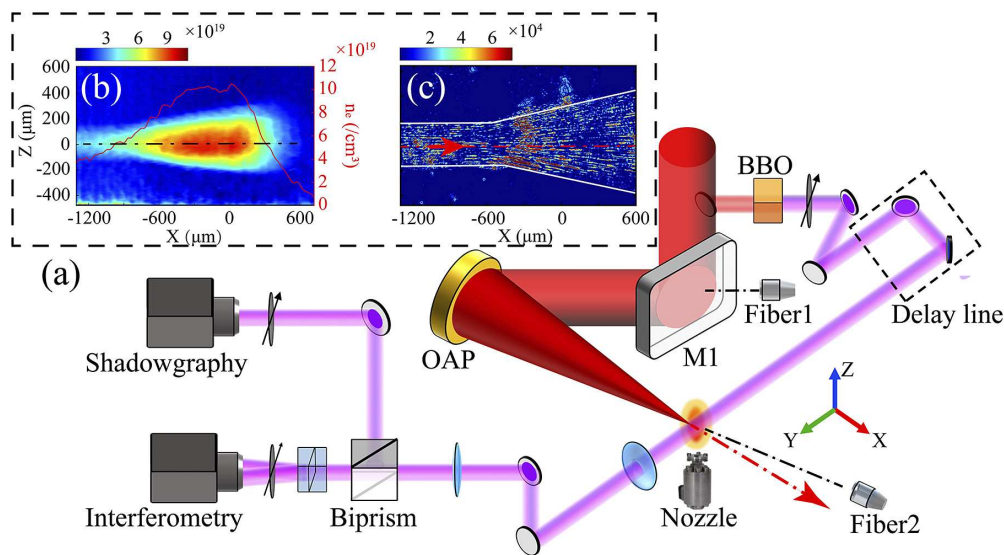 3 6 9 ×10¹⁹
2 4 6 ×10⁴
(b)
(c)
600
400
200
0
-200
-400
Z (μm)
×10¹⁹
12
10
8
6
4
2
0
nₑ (/cm³)
-1200 -600 0 600
X (μm)
-1200 -600 0 600
X (μm)
(a)
BBO
Delay line
Fiber1
M1
OAP
Shadowgraphy
Z
Y
X
Interferometry
Biprism
Nozzle
Fiber2